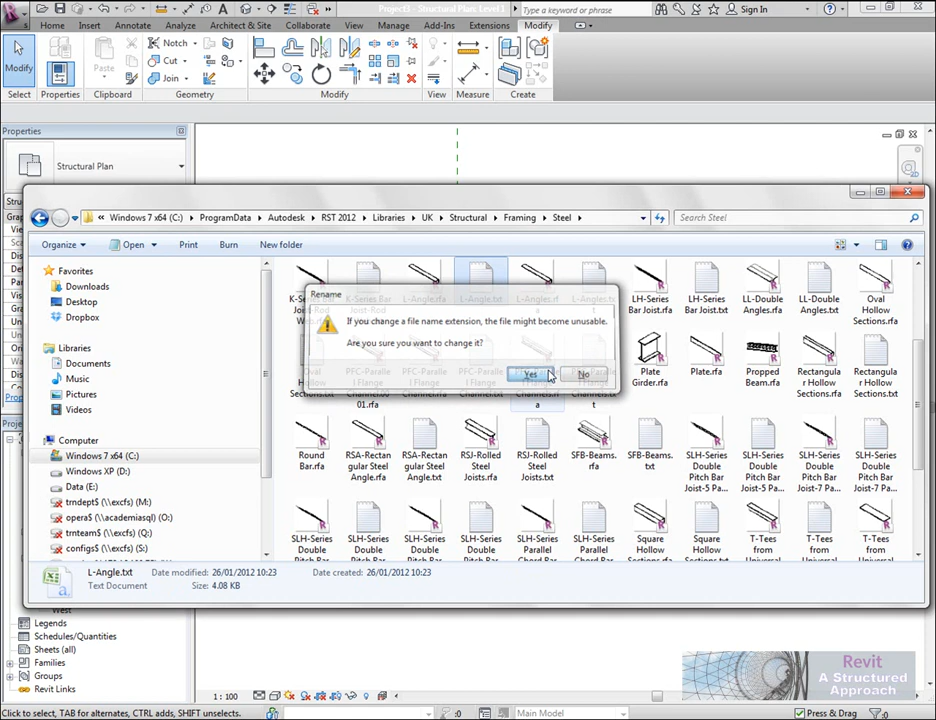 Project3 - Structural Plan: Level 1
Type a keyword or phrase
Sign In
Home Insert Annotate Analyze Architect & Site Collaborate View Manage Add-Ins Extensions Modify
Modify
Properties
Paste
Notch
Cut
Join
Select Properties Clipboard Geometry Modify View Measure Create
Properties
Structural Plan
Windows 7 x64 (C:) ProgramData Autodesk RST 2012 Libraries UK Structural Framing Steel
Search Steel
Organize Open Print Burn New folder
Favorites
Downloads
Desktop
Dropbox
Libraries
Documents
Music
Pictures
Videos
Computer
Windows 7 x64 (C:)
Windows XP (D:)
Data (E:)
trndept$ (\\excfs) (M:)
opera$ (\\academiasql) (O:)
trnteam$ (\\excfs) (Q:)
configs$ (\\excfs) (S:)
LH-Series Bar Joist.rfa
LH-Series Bar Joist.txt
LL-Double Angles.rfa
LL-Double Angles.txt
Oval Hollow Sections.rfa
Rename
If you change a file name extension, the file might become unusable.
Are you sure you want to change it?
Yes No
Plate Girder.rfa
Plate.rfa
Propped Beam.rfa
Rectangular Hollow
Rectangular Hollow
Round Bar.rfa
RSA-Rectangular Steel Angle.rfa
RSA-Rectangular Steel Angle.txt
RSJ-Rolled Steel Joists.rfa
RSJ-Rolled Steel Joists.txt
SFB-Beams.rfa
SFB-Beams.txt
SLH-Series Double Pitch Bar Joist-5 Pa...
SLH-Series Double Pitch Bar Joist-5 Pa...
SLH-Series Double Pitch Bar Joist-7 Pa...
SLH-Series Double Pitch Bar Joist-7 Pa...
SLH-Series Double
SLH-Series Double
SLH-Series Parallel
SLH-Series Parallel
Square Hollow
Square Hollow
T-Tees from
T-Tees from
L-Angle.txt Date modified: 26/01/2012 10:23 Date created: 26/01/2012 10:23
Text Document Size: 4.08 KB
West
Legends
Schedules/Quantities
Sheets (all)
Families
Groups
Revit Links
1 : 100
Revit
A Structured
Approach
Click to select, TAB for alternates, CTRL adds, SHIFT unselects.
:0
Main Model
Press & Drag
:0